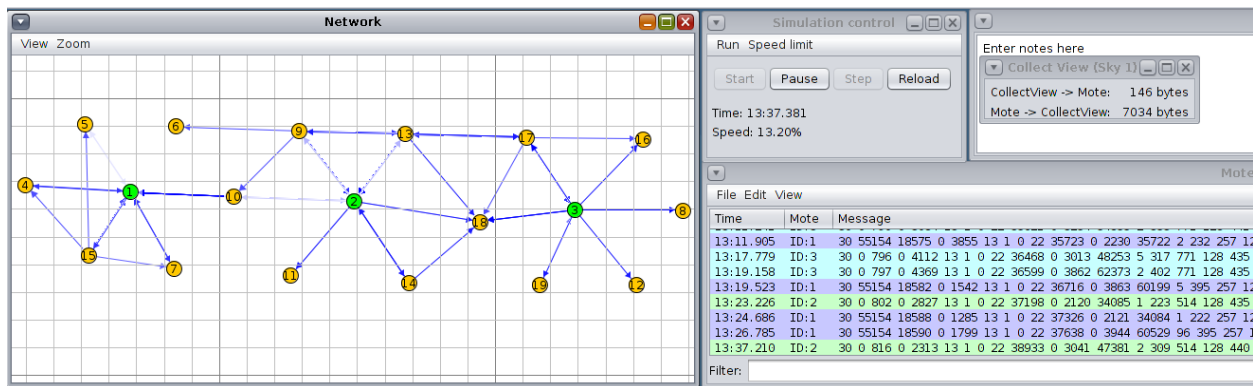 Network
View Zoom
5
6
9
13
17
16
4
1
10
2
3
8
18
15
7
11
14
19
12
Simulation control
Run Speed limit
Start Pause Step Reload
Time: 13:37.381
Speed: 13.20%
Enter notes here
Collect View (Sky 1)
CollectView -> Mote: 146 bytes
Mote -> CollectView: 7034 bytes
Mote
File Edit View
Time Mote Message
13:11.905 ID:1 30 55154 18575 0 3855 13 1 0 22 35723 0 2230 35722 2 232 257 12
13:17.779 ID:3 30 0 796 0 4112 13 1 0 22 36468 0 3013 48253 5 317 771 128 435
13:19.158 ID:3 30 0 797 0 4369 13 1 0 22 36599 0 3862 62373 2 402 771 128 435
13:19.523 ID:1 30 55154 18582 0 1542 13 1 0 22 36716 0 3863 60199 5 395 257 12
13:23.226 ID:2 30 0 802 0 2827 13 1 0 22 37198 0 2120 34085 1 223 514 128 435
13:24.686 ID:1 30 55154 18588 0 1285 13 1 0 22 37326 0 2121 34084 1 222 257 12
13:26.785 ID:1 30 55154 18590 0 1799 13 1 0 22 37638 0 3944 60529 96 395 257 1
13:37.210 ID:2 30 0 816 0 2313 13 1 0 22 38933 0 3041 47381 2 309 514 128 440
Filter: